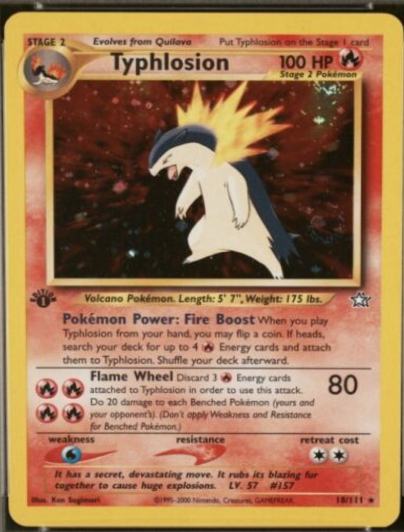 STAGE 2 Evolves from Quilava Put Typhlosion on the Stage 1 card
Typhlosion 100 HP
Stage 2 Pokémon
Volcano Pokémon. Length: 5' 7", Weight: 175 lbs.
Pokémon Power: Fire Boost When you play
Typhlosion from your hand, you may flip a coin. If heads,
search your deck for up to 4 Energy cards and attach
them to Typhlosion. Shuffle your deck afterward.
Flame Wheel Discard 3 Energy cards
attached to Typhlosion in order to use this attack. 80
Do 20 damage to each Benched Pokémon (yours and
your opponent's). (Don't apply Weakness and Resistance
for Benched Pokémon.)
weakness resistance retreat cost
It has a secret, devastating move. It rubs its blazing fur
together to cause huge explosions. LV. 57 #157
Illus. Ken Sugimori ©1995-2000 Nintendo, Creatures, GAMEFREAK. 18/111 ★